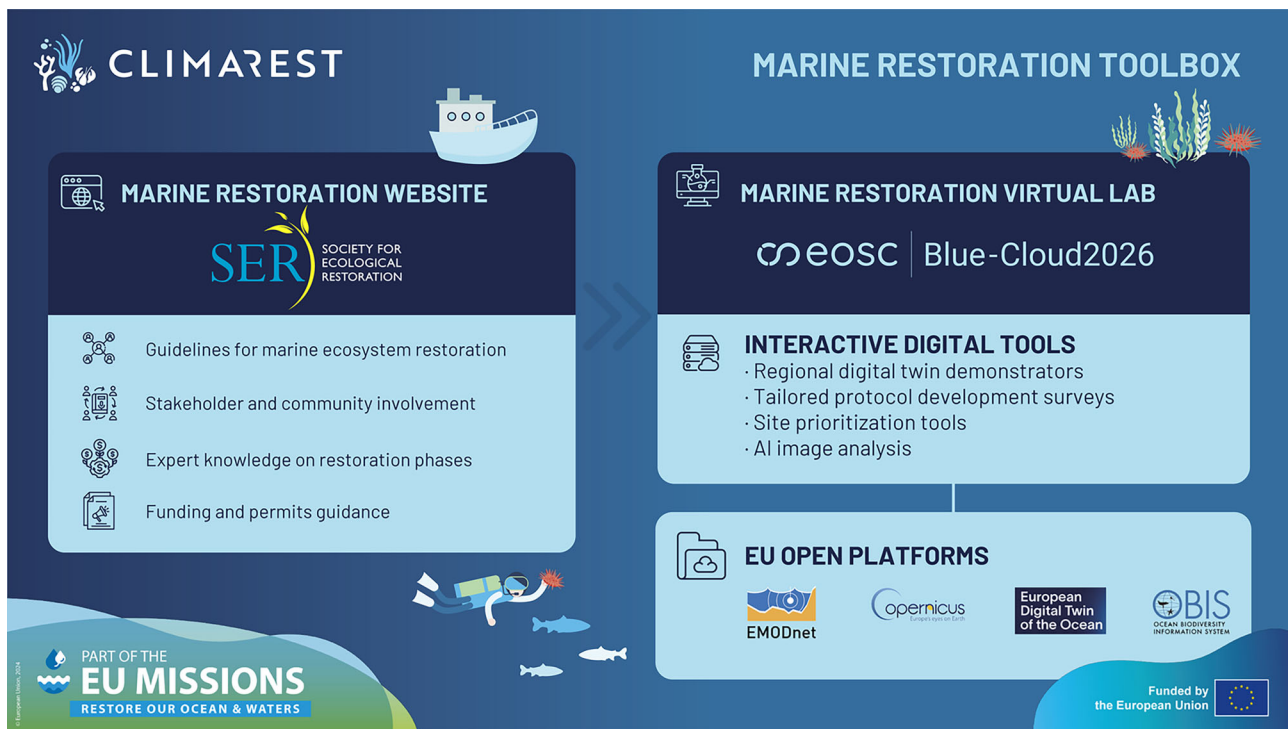 CLIMAREST
MARINE RESTORATION TOOLBOX
MARINE RESTORATION WEBSITE
SER
SOCIETY FOR
ECOLOGICAL
RESTORATION
Guidelines for marine ecosystem restoration
Stakeholder and community involvement
Expert knowledge on restoration phases
Funding and permits guidance
MARINE RESTORATION VIRTUAL LAB
eosc | Blue-Cloud2026
INTERACTIVE DIGITAL TOOLS
· Regional digital twin demonstrators
· Tailored protocol development surveys
· Site prioritization tools
· AI image analysis
EU OPEN PLATFORMS
EMODnet
Copernicus
Europe's eyes on Earth
European
Digital Twin
of the Ocean
OBIS
OCEAN BIODIVERSITY
INFORMATION SYSTEM
© European Union, 2024
PART OF THE
EU MISSIONS
RESTORE OUR OCEAN & WATERS
Funded by
the European Union